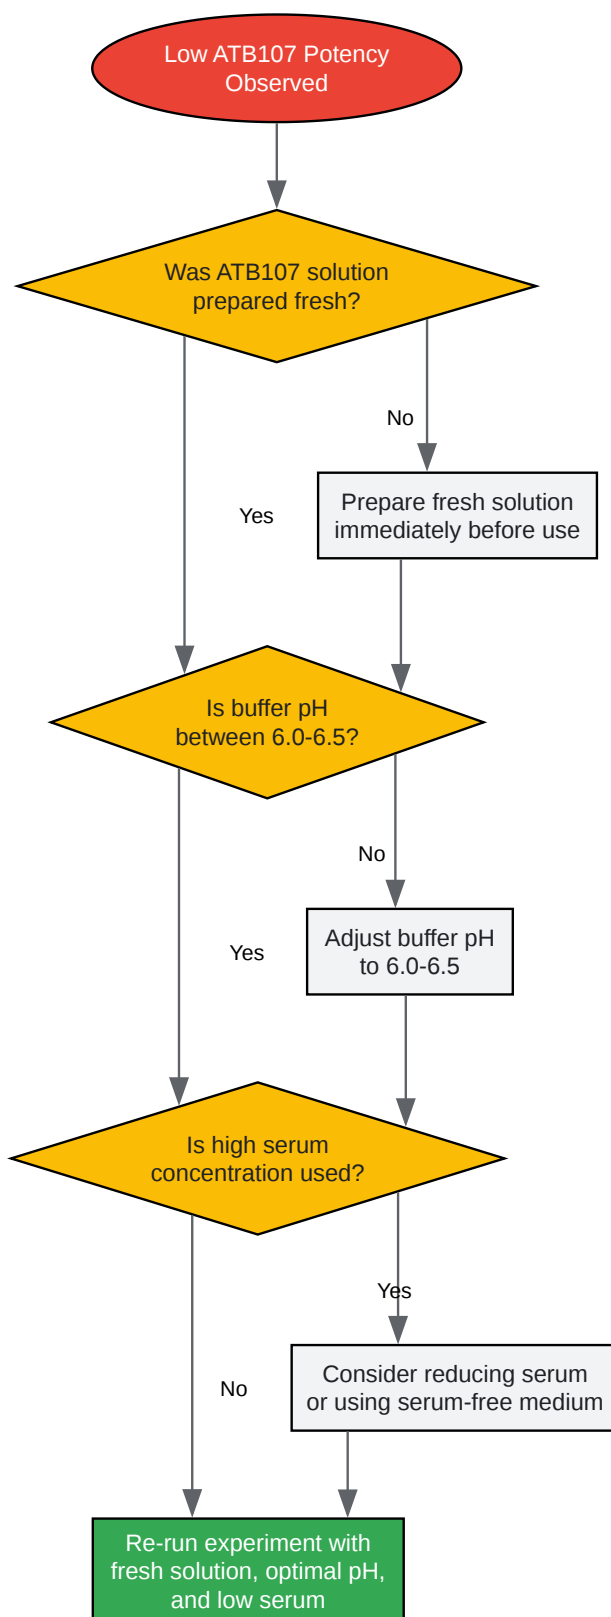 Low ATB107 Potency
Observed
Was ATB107 solution
prepared fresh?
No
Yes
Prepare fresh solution
immediately before use
Is buffer pH
between 6.0-6.5?
No
Yes
Adjust buffer pH
to 6.0-6.5
Is high serum
concentration used?
Yes
No
Consider reducing serum
or using serum-free medium
Re-run experiment with
fresh solution, optimal pH,
and low serum